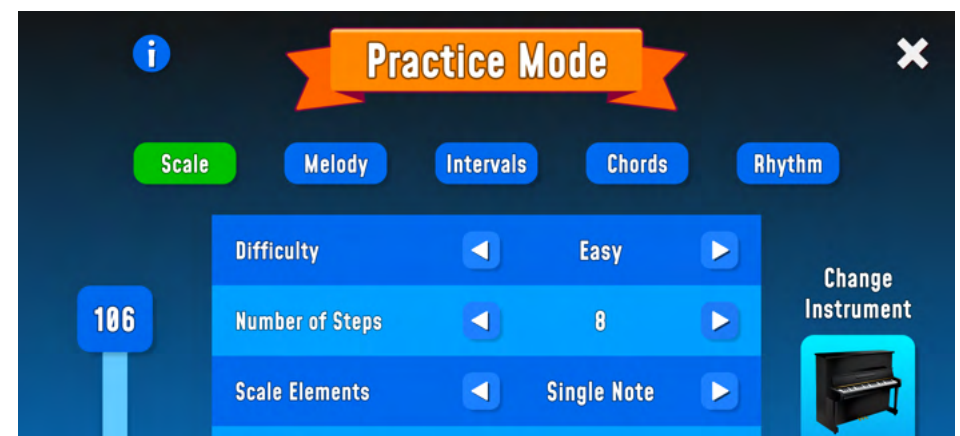 i
Practice Mode
Scale Melody Intervals Chords Rhythm
Difficulty Easy
Number of Steps 8
Scale Elements Single Note
106
Change
Instrument